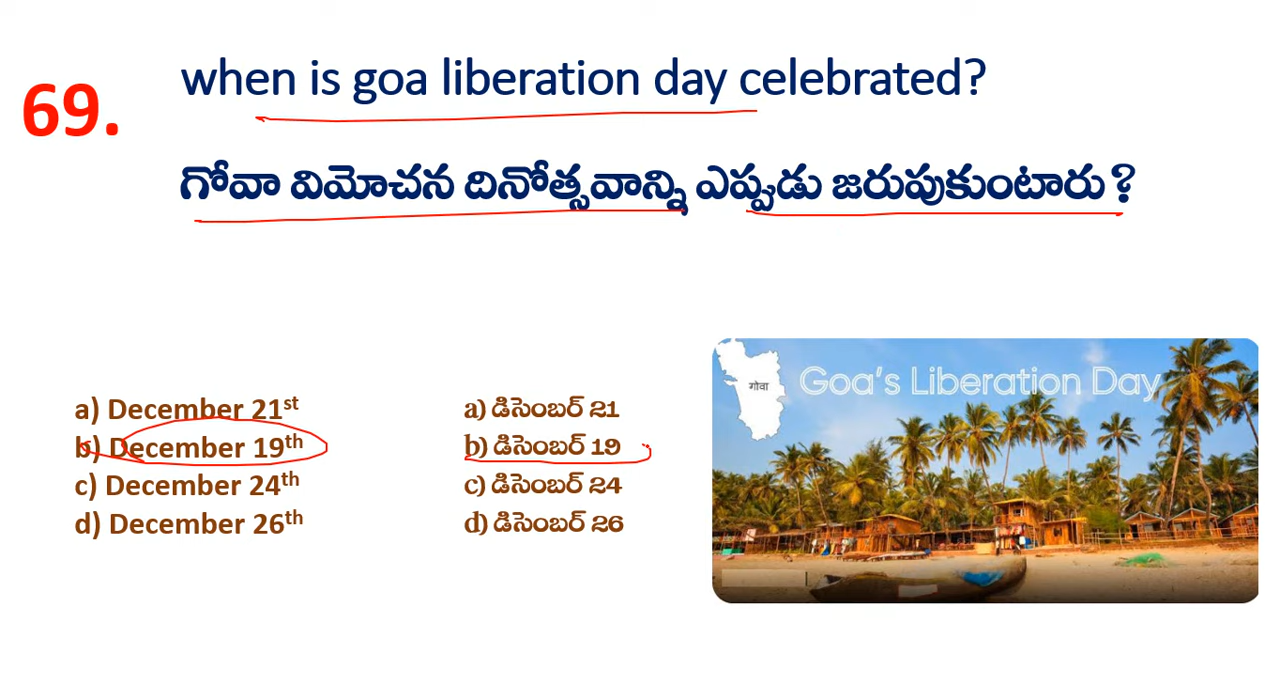 69.
when is goa liberation day celebrated?
గోవా విమోచన దినోత్సవాన్ని ఎప్పుడు జరుపుకుంటారు?
a) December 21st
b) December 19th
c) December 24th
d) December 26th
a) డిసెంబర్ 21
b) డిసెంబర్ 19
c) డిసెంబర్ 24
d) డిసెంబర్ 26
गोवा
Goa's Liberation Day